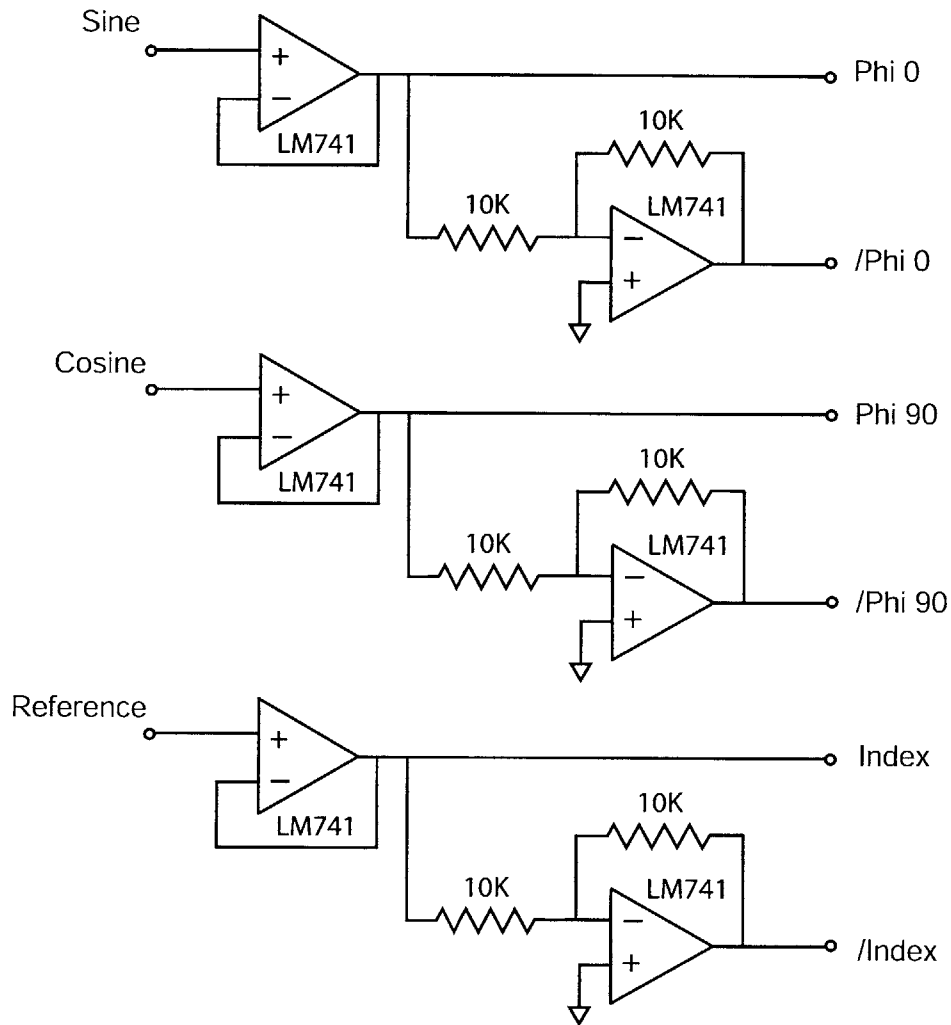 Sine
+
−
LM741
Phi 0
10K
10K
LM741
−
+
/Phi 0
Cosine
+
−
LM741
Phi 90
10K
10K
LM741
−
+
/Phi 90
Reference
+
−
LM741
Index
10K
10K
LM741
−
+
/Index